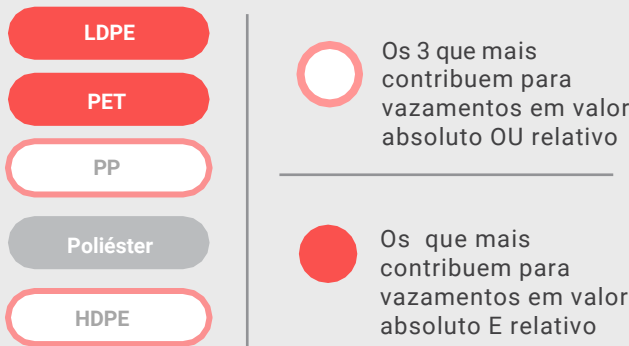 LDPE
PET
PP
Poliéster
HDPE
Os 3 que mais
contribuem para
vazamentos em valor
absoluto OU relativo
Os que mais
contribuem para
vazamentos em valor
absoluto E relativo